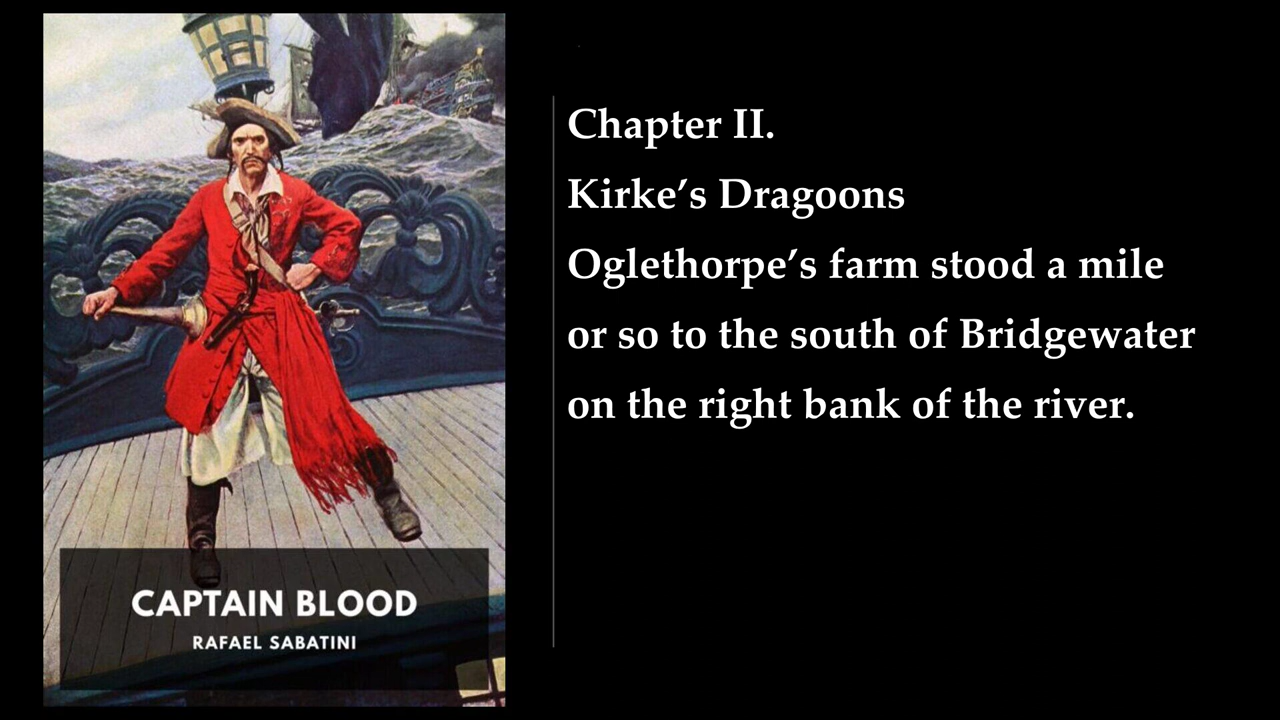 CAPTAIN BLOOD
RAFAEL SABATINI
Chapter II.
Kirke’s Dragoons
Oglethorpe’s farm stood a mile
or so to the south of Bridgewater
on the right bank of the river.